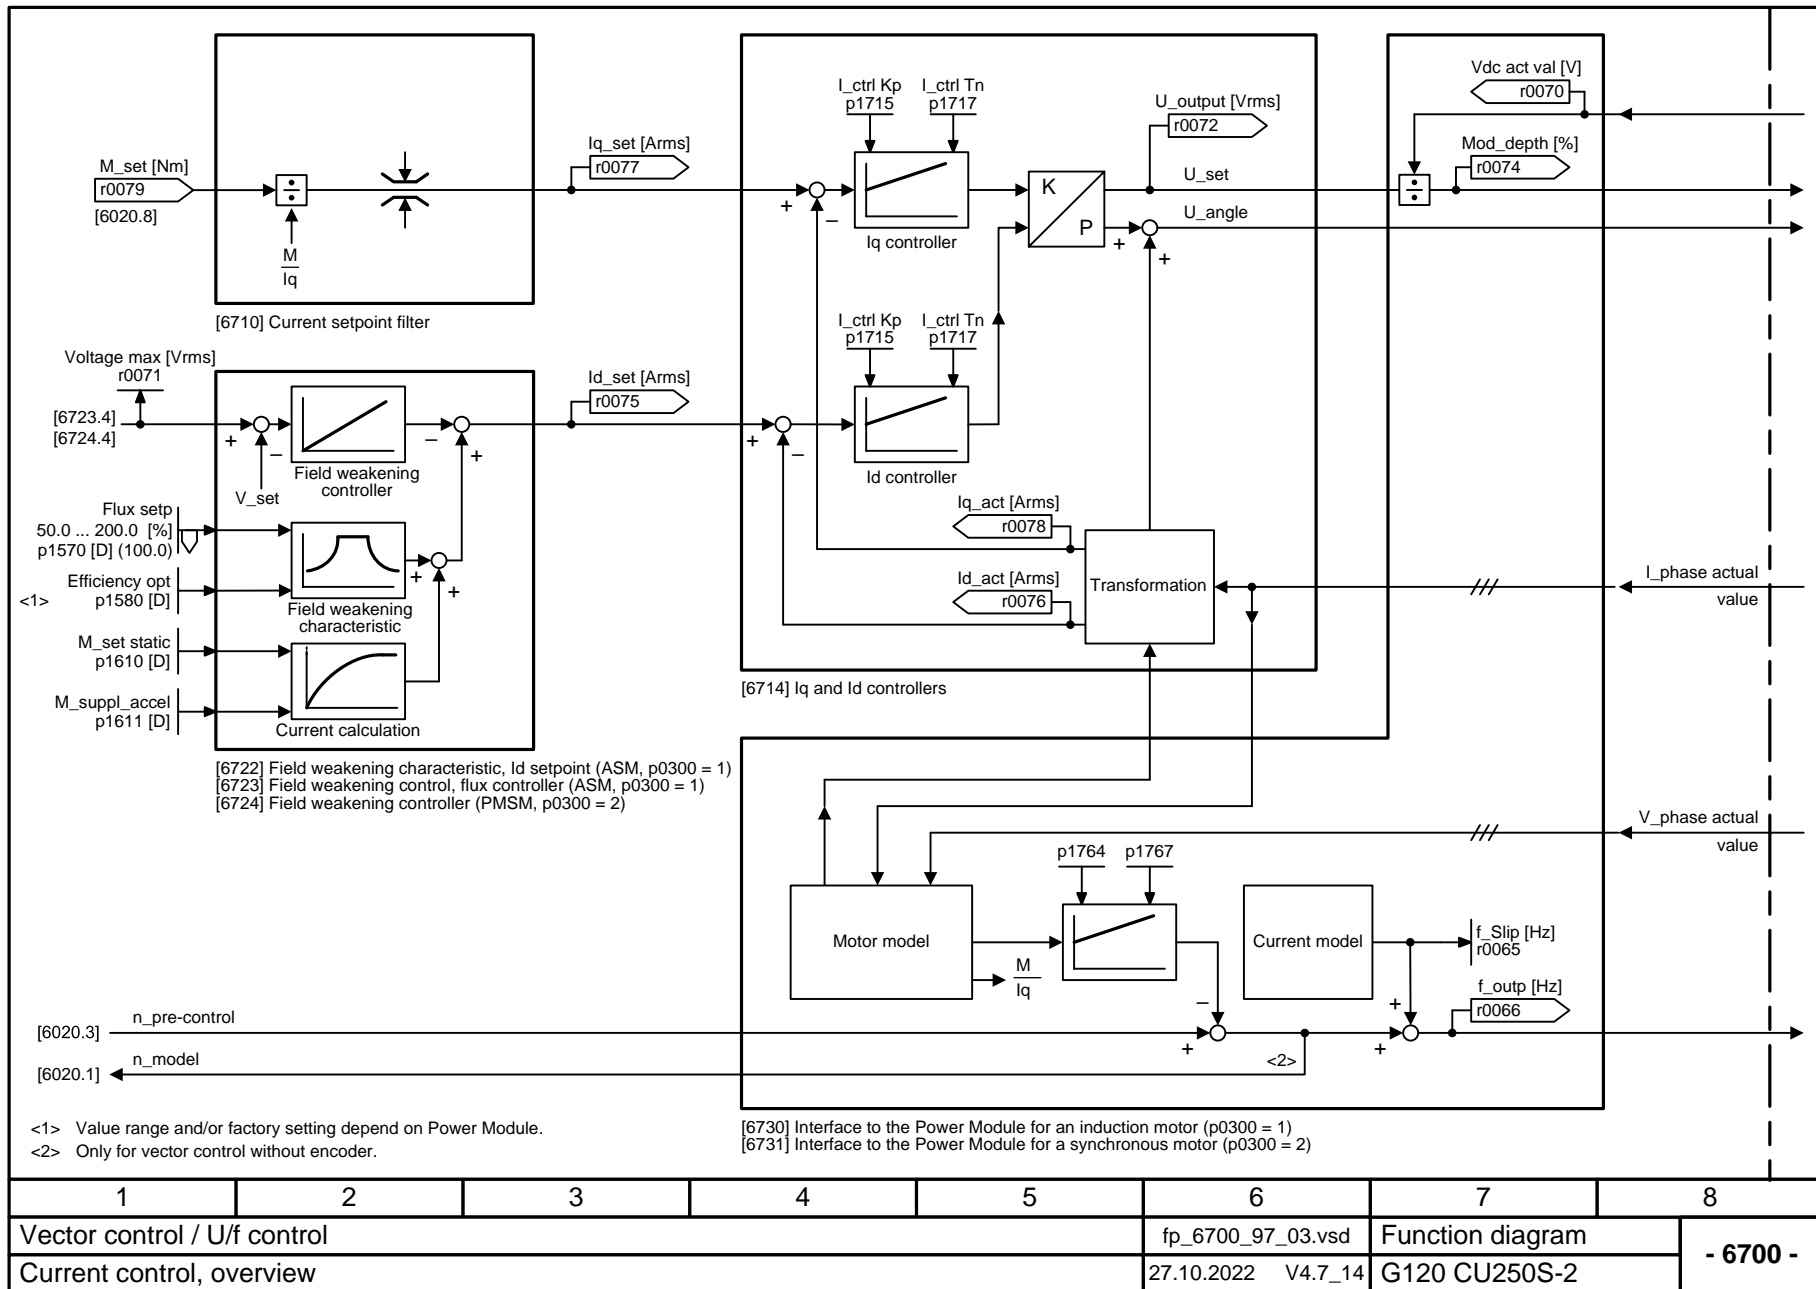 M_set [Nm]
r0079
[6020.8]
÷
M
Iq
[6710] Current setpoint filter
Iq_set [Arms]
r0077
I_ctrl Kp
p1715
I_ctrl Tn
p1717
+
–
Iq controller
K
P
U_output [Vrms]
r0072
U_set
U_angle
+
+
Vdc act val [V]
r0070
Mod_depth [%]
r0074
÷
Voltage max [Vrms]
r0071
[6723.4]
[6724.4]
+
–
V_set
Field weakening
controller
–
+
Id_set [Arms]
r0075
I_ctrl Kp
p1715
I_ctrl Tn
p1717
+
–
Id controller
Flux setp
50.0 ... 200.0 [%]
p1570 [D] (100.0)
Efficiency opt
p1580 [D]
<1>
Field weakening
characteristic
+
+
M_set static
p1610 [D]
M_suppl_accel
p1611 [D]
Current calculation
[6722] Field weakening characteristic, Id setpoint (ASM, p0300 = 1)
[6723] Field weakening control, flux controller (ASM, p0300 = 1)
[6724] Field weakening controller (PMSM, p0300 = 2)
Iq_act [Arms]
r0078
Id_act [Arms]
r0076
Transformation
[6714] Iq and Id controllers
I_phase actual
value
V_phase actual
value
p1764
p1767
Motor model
M
Iq
Current model
f_Slip [Hz]
r0065
f_outp [Hz]
r0066
–
+
+
+
<2>
[6020.3]
n_pre-control
[6020.1]
n_model
[6730] Interface to the Power Module for an induction motor (p0300 = 1)
[6731] Interface to the Power Module for a synchronous motor (p0300 = 2)
<1> Value range and/or factory setting depend on Power Module.
<2> Only for vector control without encoder.
1 2 3 4 5 6 7 8
Vector control / U/f control
fp_6700_97_03.vsd
Function diagram
- 6700 -
Current control, overview
27.10.2022 V4.7_14
G120 CU250S-2